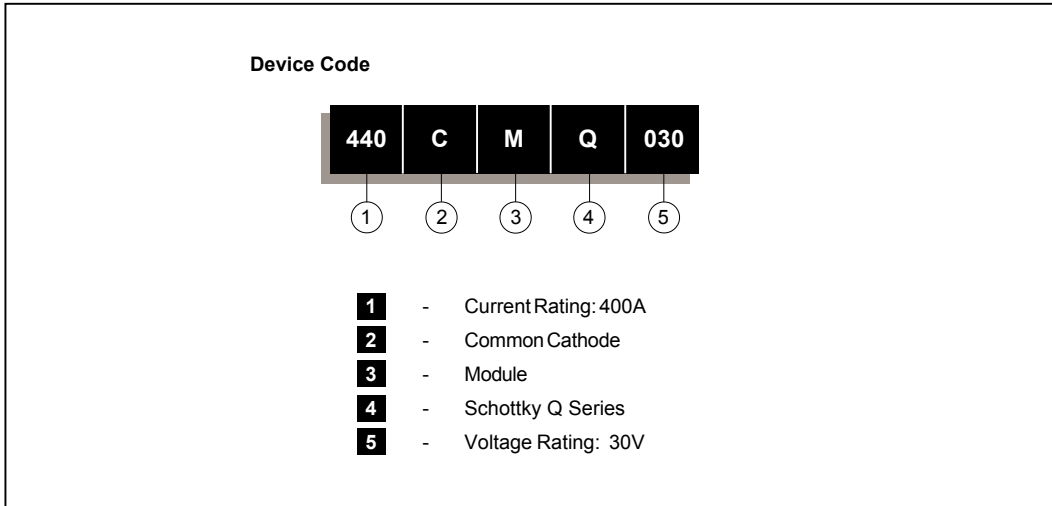 Device Code
440 C M Q 030
1 2 3 4 5
1 - Current Rating: 400A
2 - Common Cathode
3 - Module
4 - Schottky Q Series
5 - Voltage Rating: 30V